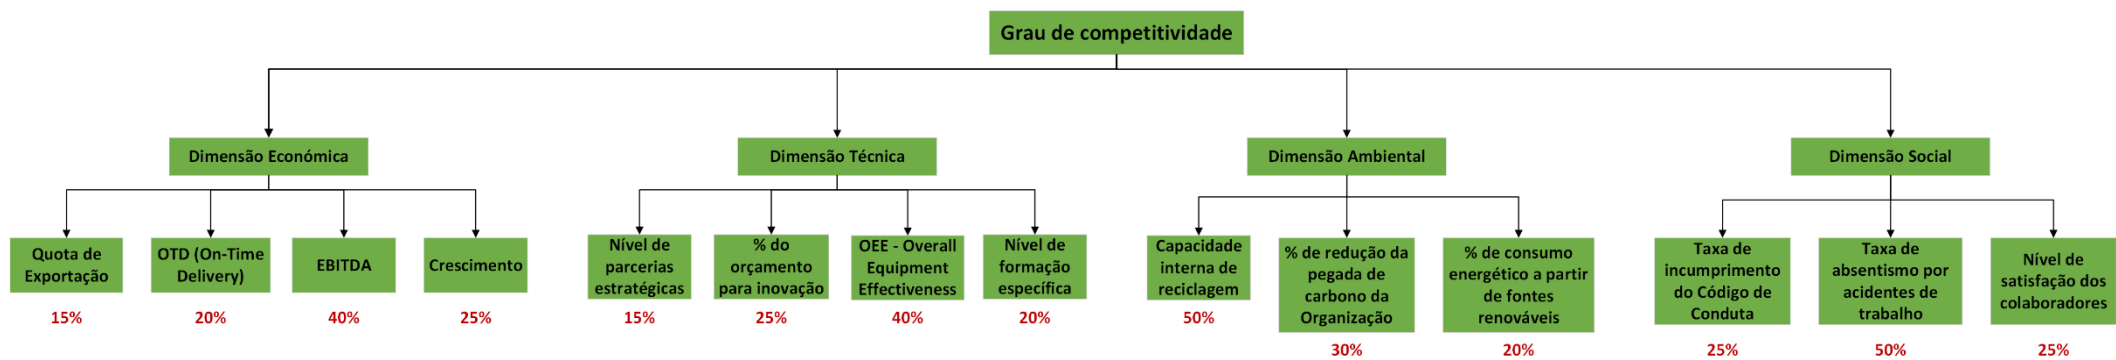 Grau de competitividade
Dimensão Económica
Dimensão Técnica
Dimensão Ambiental
Dimensão Social
Quota de
Exportação
15%
OTD (On-Time
Delivery)
20%
EBITDA
40%
Crescimento
25%
Nível de
parcerias
estratégicas
15%
% do
orçamento
para inovação
25%
OEE - Overall
Equipment
Effectiveness
40%
Nível de
formação
específica
20%
Capacidade
interna de
reciclagem
50%
% de redução da
pegada de
carbono da
Organização
30%
% de consumo
energético a partir
de fontes
renováveis
20%
Taxa de
incumprimento
do Código de
Conduta
25%
Taxa de
absentismo por
acidentes de
trabalho
50%
Nível de
satisfação dos
colaboradores
25%